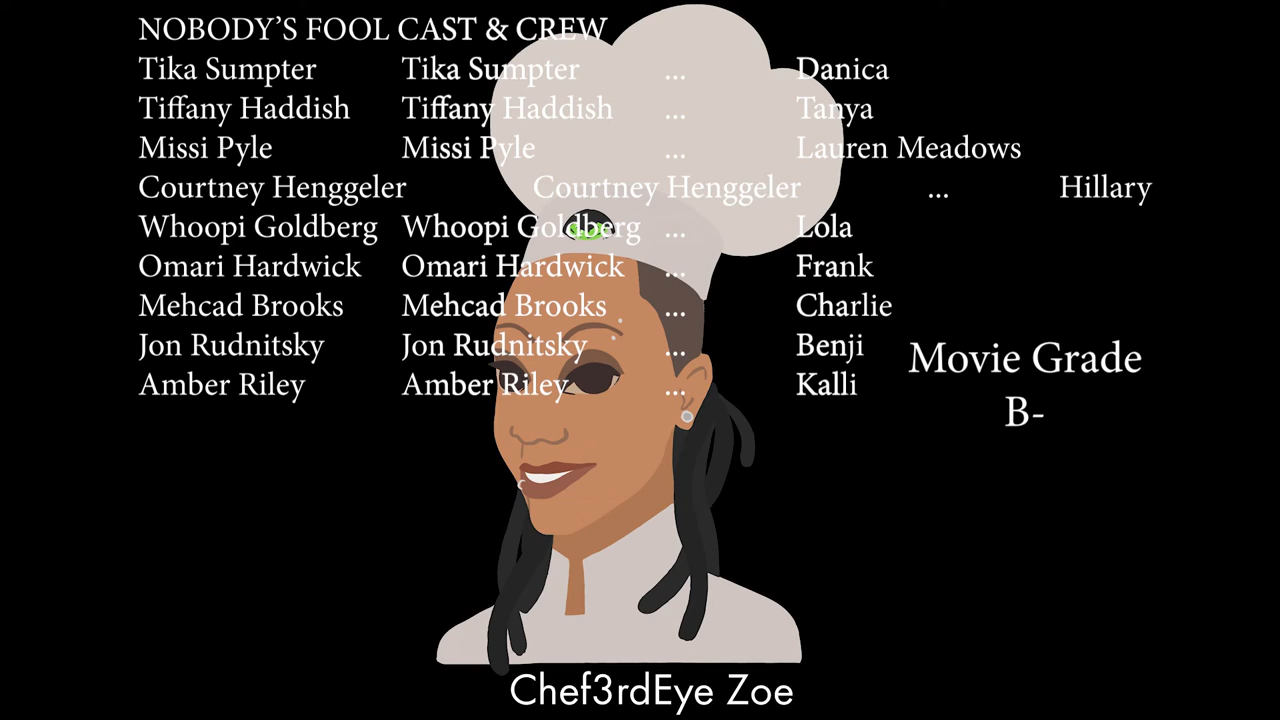 NOBODY’S FOOL CAST & CREW
Tika Sumpter Tika Sumpter ... Danica
Tiffany Haddish Tiffany Haddish ... Tanya
Missi Pyle Missi Pyle ... Lauren Meadows
Courtney Henggeler Courtney Henggeler ... Hillary
Whoopi Goldberg Whoopi Goldberg ... Lola
Omari Hardwick Omari Hardwick ... Frank
Mehcad Brooks Mehcad Brooks ... Charlie
Jon Rudnitsky Jon Rudnitsky ... Benji
Amber Riley Amber Riley ... Kalli
Movie Grade
B-
Chef3rdEye Zoe